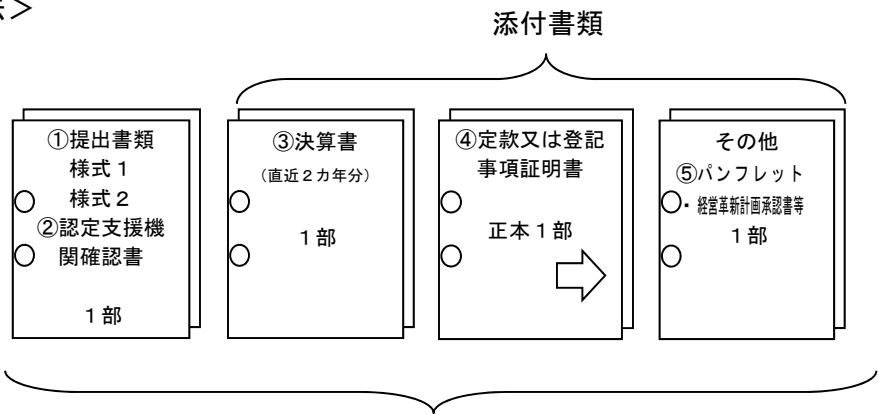 法＞
添付書類
①提出書類
様式１
様式２
②認定支援機
関確認書
１部
③決算書
（直近２カ年分）
１部
④定款又は登記
事項証明書
正本１部
その他
⑤パンフレット
・経営革新計画承認書等
１部